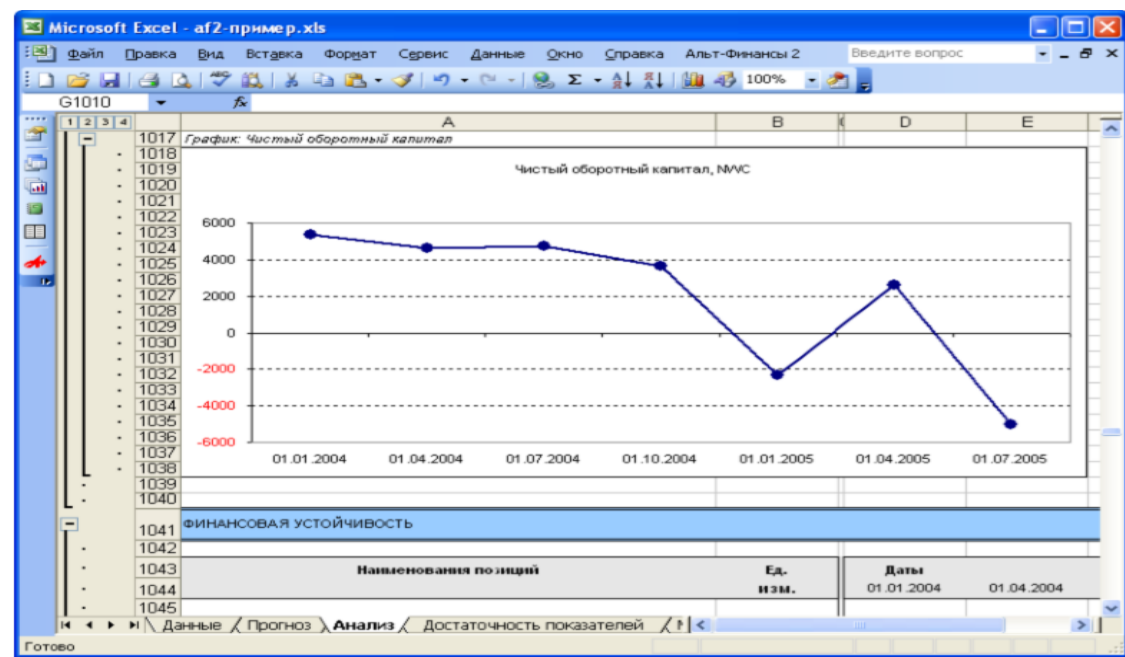 Microsoft Excel - af2-пример.xls
Файл Правка Вид Вставка Формат Сервис Данные Окно Справка Альт-Финансы 2 Введите вопрос
100%
G1010 fx
1 2 3 4 A B D E
1017 График: Чистый оборотный капитал
1018
1019 Чистый оборотный капитал, NWC
1020
1021
1022 6000
1023
1024
1025 4000
1026
1027 2000
1028
1029 0
1030
1031
1032 -2000
1033
1034 -4000
1035
1036 -6000
1037 01.01.2004 01.04.2004 01.07.2004 01.10.2004 01.01.2005 01.04.2005 01.07.2005
1038
1039
1040
1041 ФИНАНСОВАЯ УСТОЙЧИВОСТЬ
1042
1043 Наименования позиций Ед. Даты
1044 изм. 01.01.2004 01.04.2004
1045
Данные Прогноз Анализ Достаточность показателей
Готово